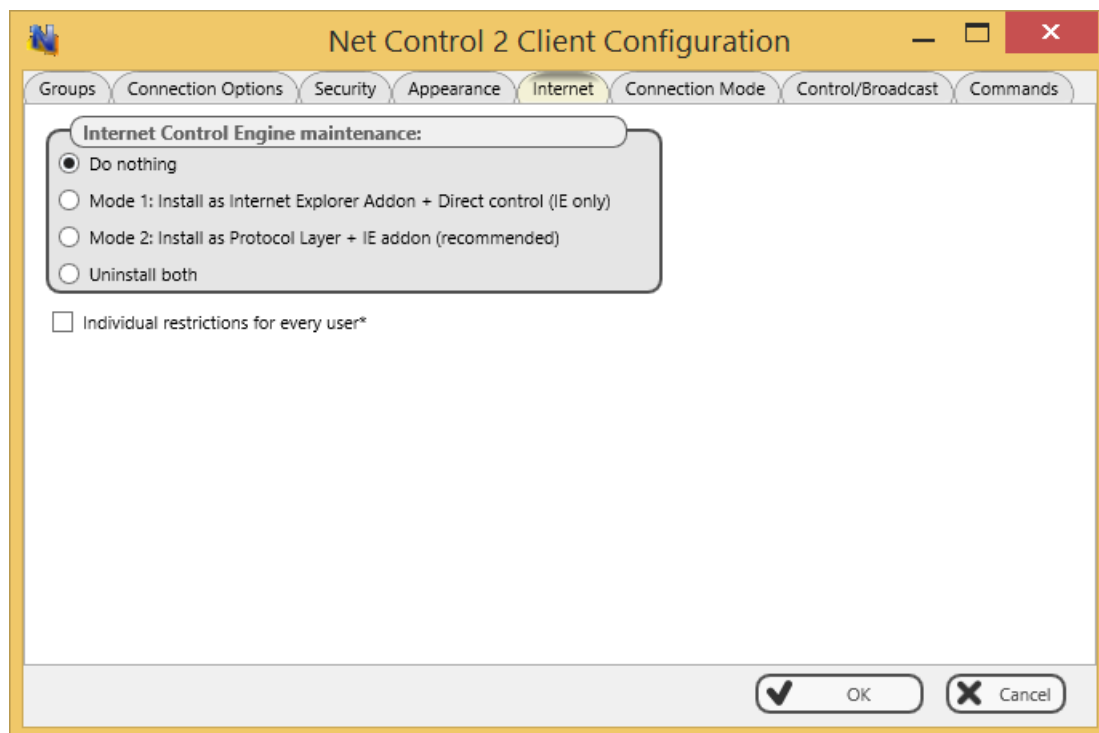 Net Control 2 Client Configuration
Groups Connection Options Security Appearance Internet Connection Mode Control/Broadcast Commands
Internet Control Engine maintenance:
Do nothing
Mode 1: Install as Internet Explorer Addon + Direct control (IE only)
Mode 2: Install as Protocol Layer + IE addon (recommended)
Uninstall both
Individual restrictions for every user*
OK Cancel